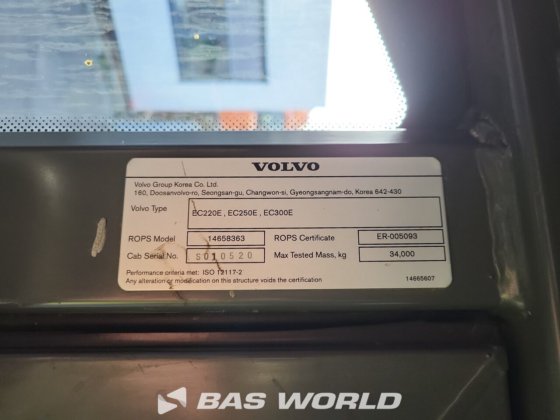 VOLVO
Volvo Group Korea Co. Ltd.
160, Doosanvolvo-ro, Seongsan-gu, Changwon-si, Gyeongsangnam-do, Korea 642-430
Volvo Type EC220E , EC250E , EC300E
ROPS Model 14658363 ROPS Certificate ER-005093
Cab Serial No. S010520 Max Tested Mass, kg 34,000
Performance criteria met: ISO 12117-2
Any alteration or modification on this structure voids the certification 14665607
BAS WORLD